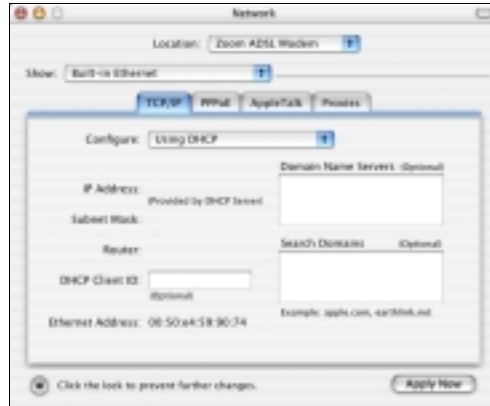 Network
Location: Zoom ADSL Modem
Show: Built-in Ethernet
TCP/IP PPPoE AppleTalk Proxies
Configure: Using DHCP
Domain Name Servers (Optional)
IP Address:
(Provided by DHCP Server)
Subnet Mask:
Router:
Search Domains (Optional)
DHCP Client ID:
(Optional)
Example: apple.com, earthlink.net
Ethernet Address: 00:50:e4:59:90:74
Click the lock to prevent further changes.
Apply Now